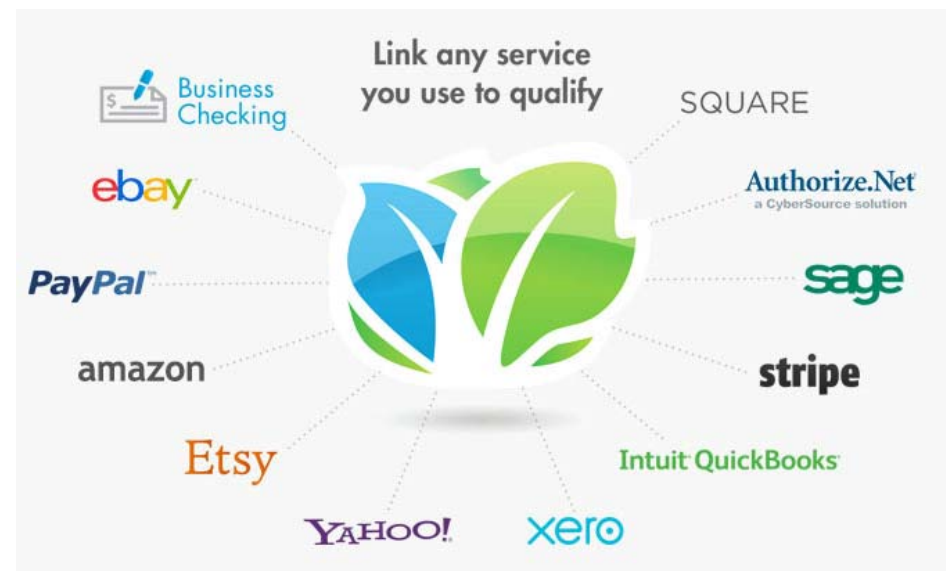 Link any service
you use to qualify
Business
Checking
SQUARE
ebay
Authorize.Net
a CyberSource solution
PayPal™
sage
amazon
stripe
Etsy
Intuit QuickBooks
YAHOO!
xero
$